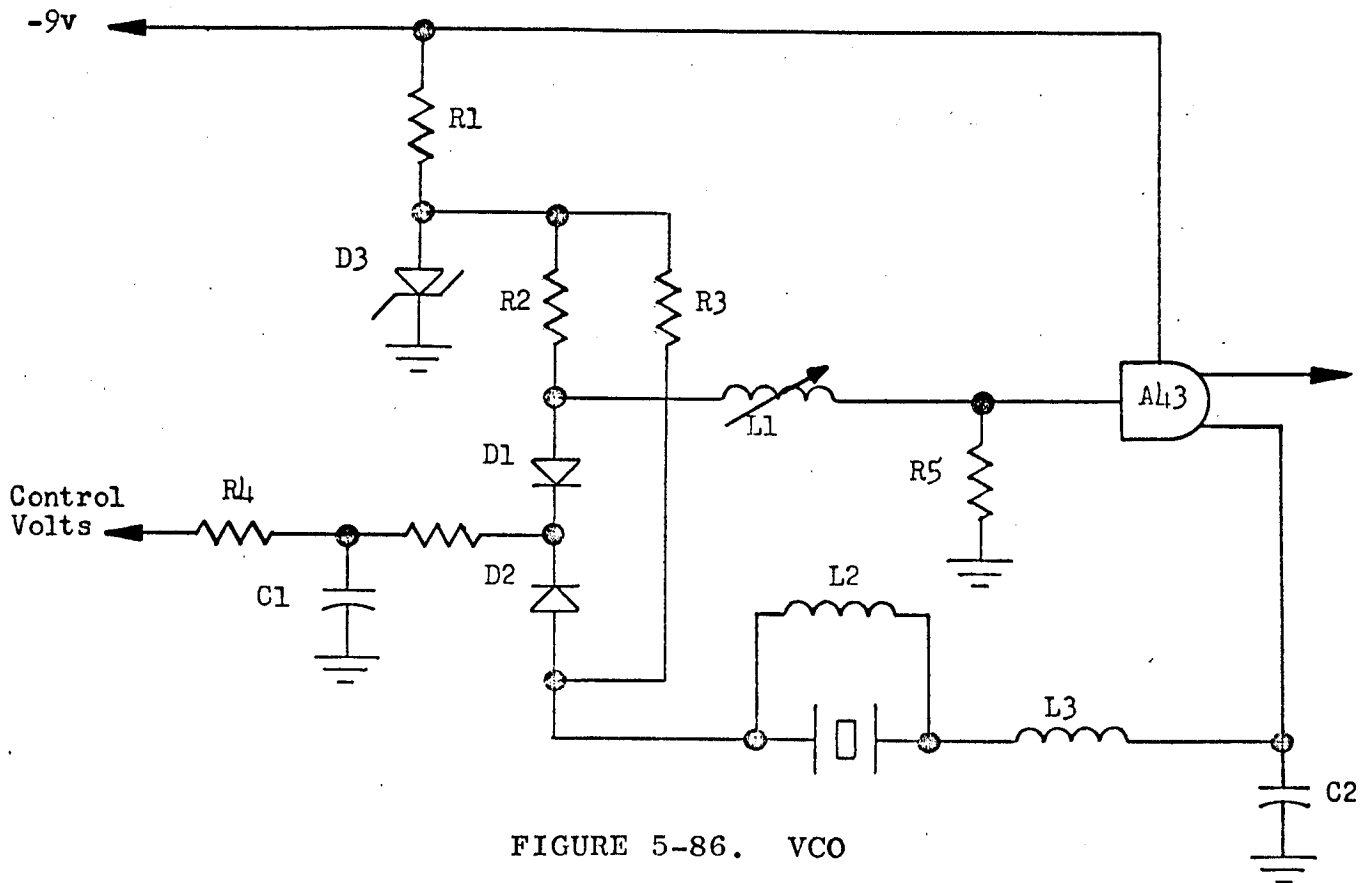 -9v
R1
D3
R2
R3
A43
L1
D1
R5
Control
Volts
R4
D2
C1
L2
L3
C2
FIGURE 5-86. VCO